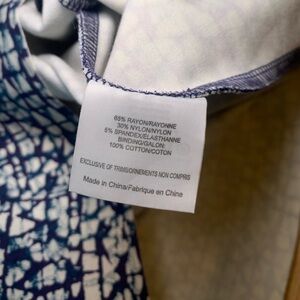 65% RAYON/RAYONNE
30% NYLON/NYLON
5% SPANDEX/ELASTHANNE
BINDING/GALON:
100% COTTON/COTON
EXCLUSIVE OF TRIMS/ORNEMENTS NON COMPRIS
Made in China/Fabrique en Chine